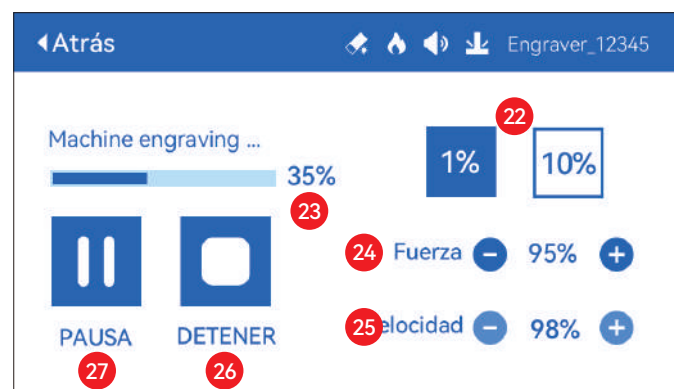 Atrás
Engraver_12345
22
Machine engraving ...
1%
10%
35%
23
24 Fuerza 95%
25 elocidad 98%
PAUSA
DETENER
27
26